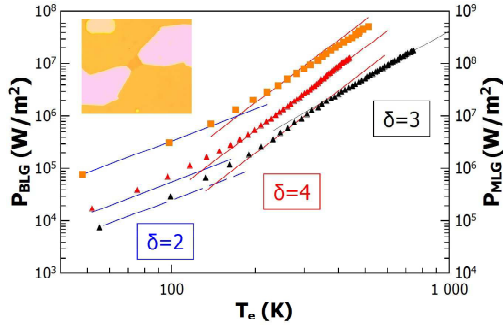 10⁸
10⁷
10⁶
10⁵
10⁴
10³
P_BLG (W/m²)
δ=3
δ=4
δ=2
10⁹
10⁸
10⁷
10⁶
10⁵
10⁴
P_MLG (W/m²)
100
1 000
T_e (K)